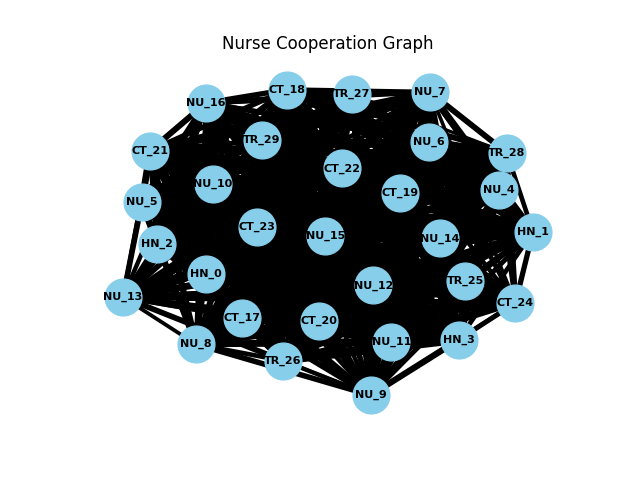 Nurse Cooperation Graph
CT_18
TR_27
NU_7
NU_16
TR_29
NU_6
CT_21
TR_28
CT_22
NU_10
NU_4
CT_19
NU_5
CT_23
HN_1
NU_15
NU_14
HN_2
HN_0
TR_25
NU_12
NU_13
CT_24
CT_17
CT_20
HN_3
NU_11
NU_8
TR_26
NU_9